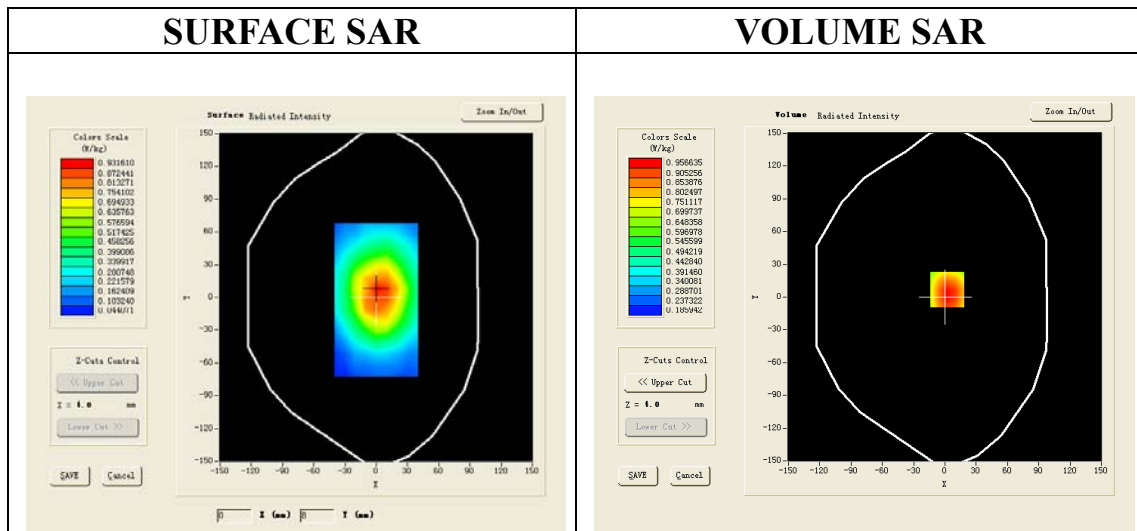 SURFACE SAR
VOLUME SAR
Surface Radiated Intensity
Zoom In/Out
Colors Scale
(W/kg)
0.931610
0.872441
0.813271
0.754102
0.694933
0.635763
0.576594
0.517425
0.458256
0.399086
0.339917
0.280748
0.221579
0.162409
0.103240
0.044071
150
120
90
60
30
0
-30
-60
-90
-120
-150
Y
-150 -120 -90 -60 -30 0 30 60 90 120 150
X
Z-Cuts Control
<< Upper Cut
Z = 4.0 mm
Lower Cut >>
SAVE Cancel
0 X (mm) 8 Y (mm)
Volume Radiated Intensity
Zoom In/Out
Colors Scale
(W/kg)
0.956635
0.905256
0.853876
0.802497
0.751117
0.699737
0.648358
0.596978
0.545599
0.494219
0.442840
0.391460
0.340081
0.288701
0.237322
0.185942
150
120
90
60
30
0
-30
-60
-90
-120
-150
Y
-150 -120 -90 -60 -30 0 30 60 90 120 150
X
Z-Cuts Control
<< Upper Cut
Z = 4.0 mm
Lower Cut >>
SAVE Cancel